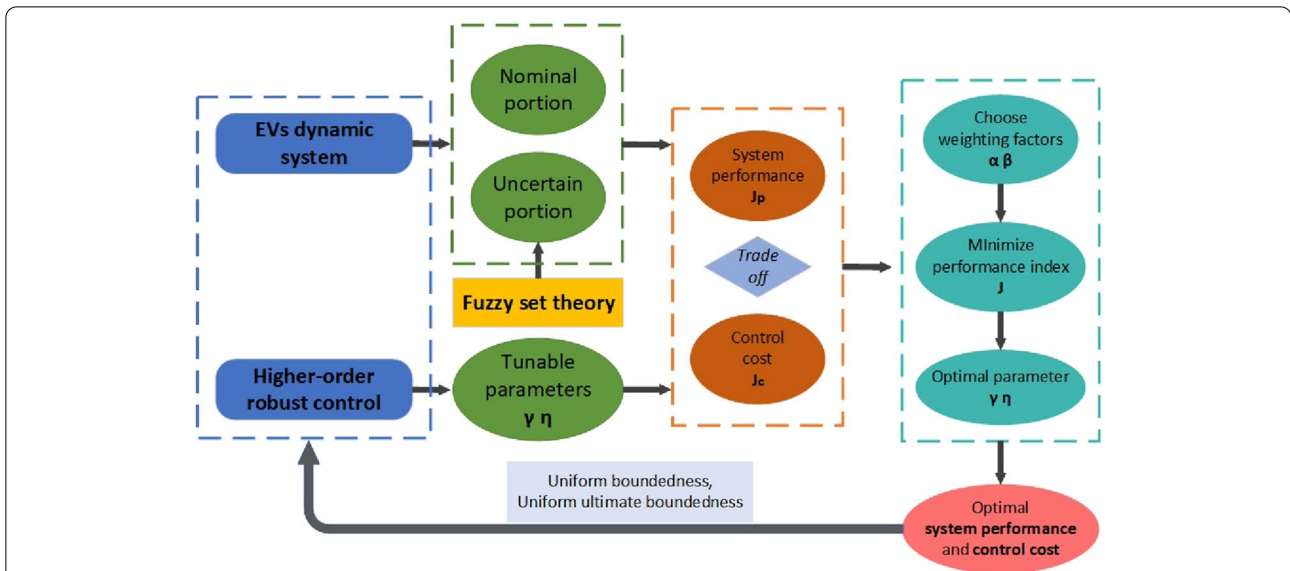 EVs dynamic
system
Higher-order
robust control
Nominal
portion
Uncertain
portion
Fuzzy set theory
Tunable
parameters
γ η
System
performance
Jₚ
Trade
off
Control
cost
J꜀
Choose
weighting factors
α β
MInimize
performance index
J
Optimal parameter
γ η
Uniform boundedness,
Uniform ultimate boundedness
Optimal
system performance
and control cost